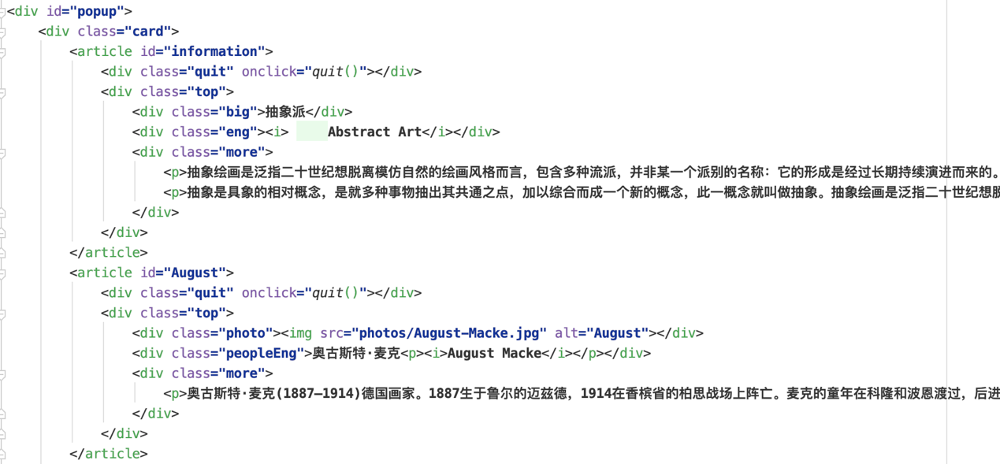 <div id="popup">
<div class="card">
<article id="information">
<div class="quit" onclick="quit()"></div>
<div class="top">
<div class="big">抽象派</div>
<div class="eng"><i>     Abstract Art</i></div>
<div class="more">
<p>抽象绘画是泛指二十世纪想脱离模仿自然的绘画风格而言，包含多种流派，并非某一个派别的名称：它的形成是经过长期持续演进而来的。
<p>抽象是具象的相对概念，是就多种事物抽出其共通之点，加以综合而成一个新的概念，此一概念就叫做抽象。抽象绘画是泛指二十世纪想脱
</div>
</div>
</article>
<article id="August">
<div class="quit" onclick="quit()"></div>
<div class="top">
<div class="photo"><img src="photos/August-Macke.jpg" alt="August"></div>
<div class="peopleEng">奥古斯特·麦克<p><i>August Macke</i></p></div>
<div class="more">
<p>奥古斯特·麦克(1887—1914)德国画家。1887生于鲁尔的迈兹德，1914在香槟省的柏思战场上阵亡。麦克的童年在科隆和波恩渡过，后进
</div>
</div>
</article>